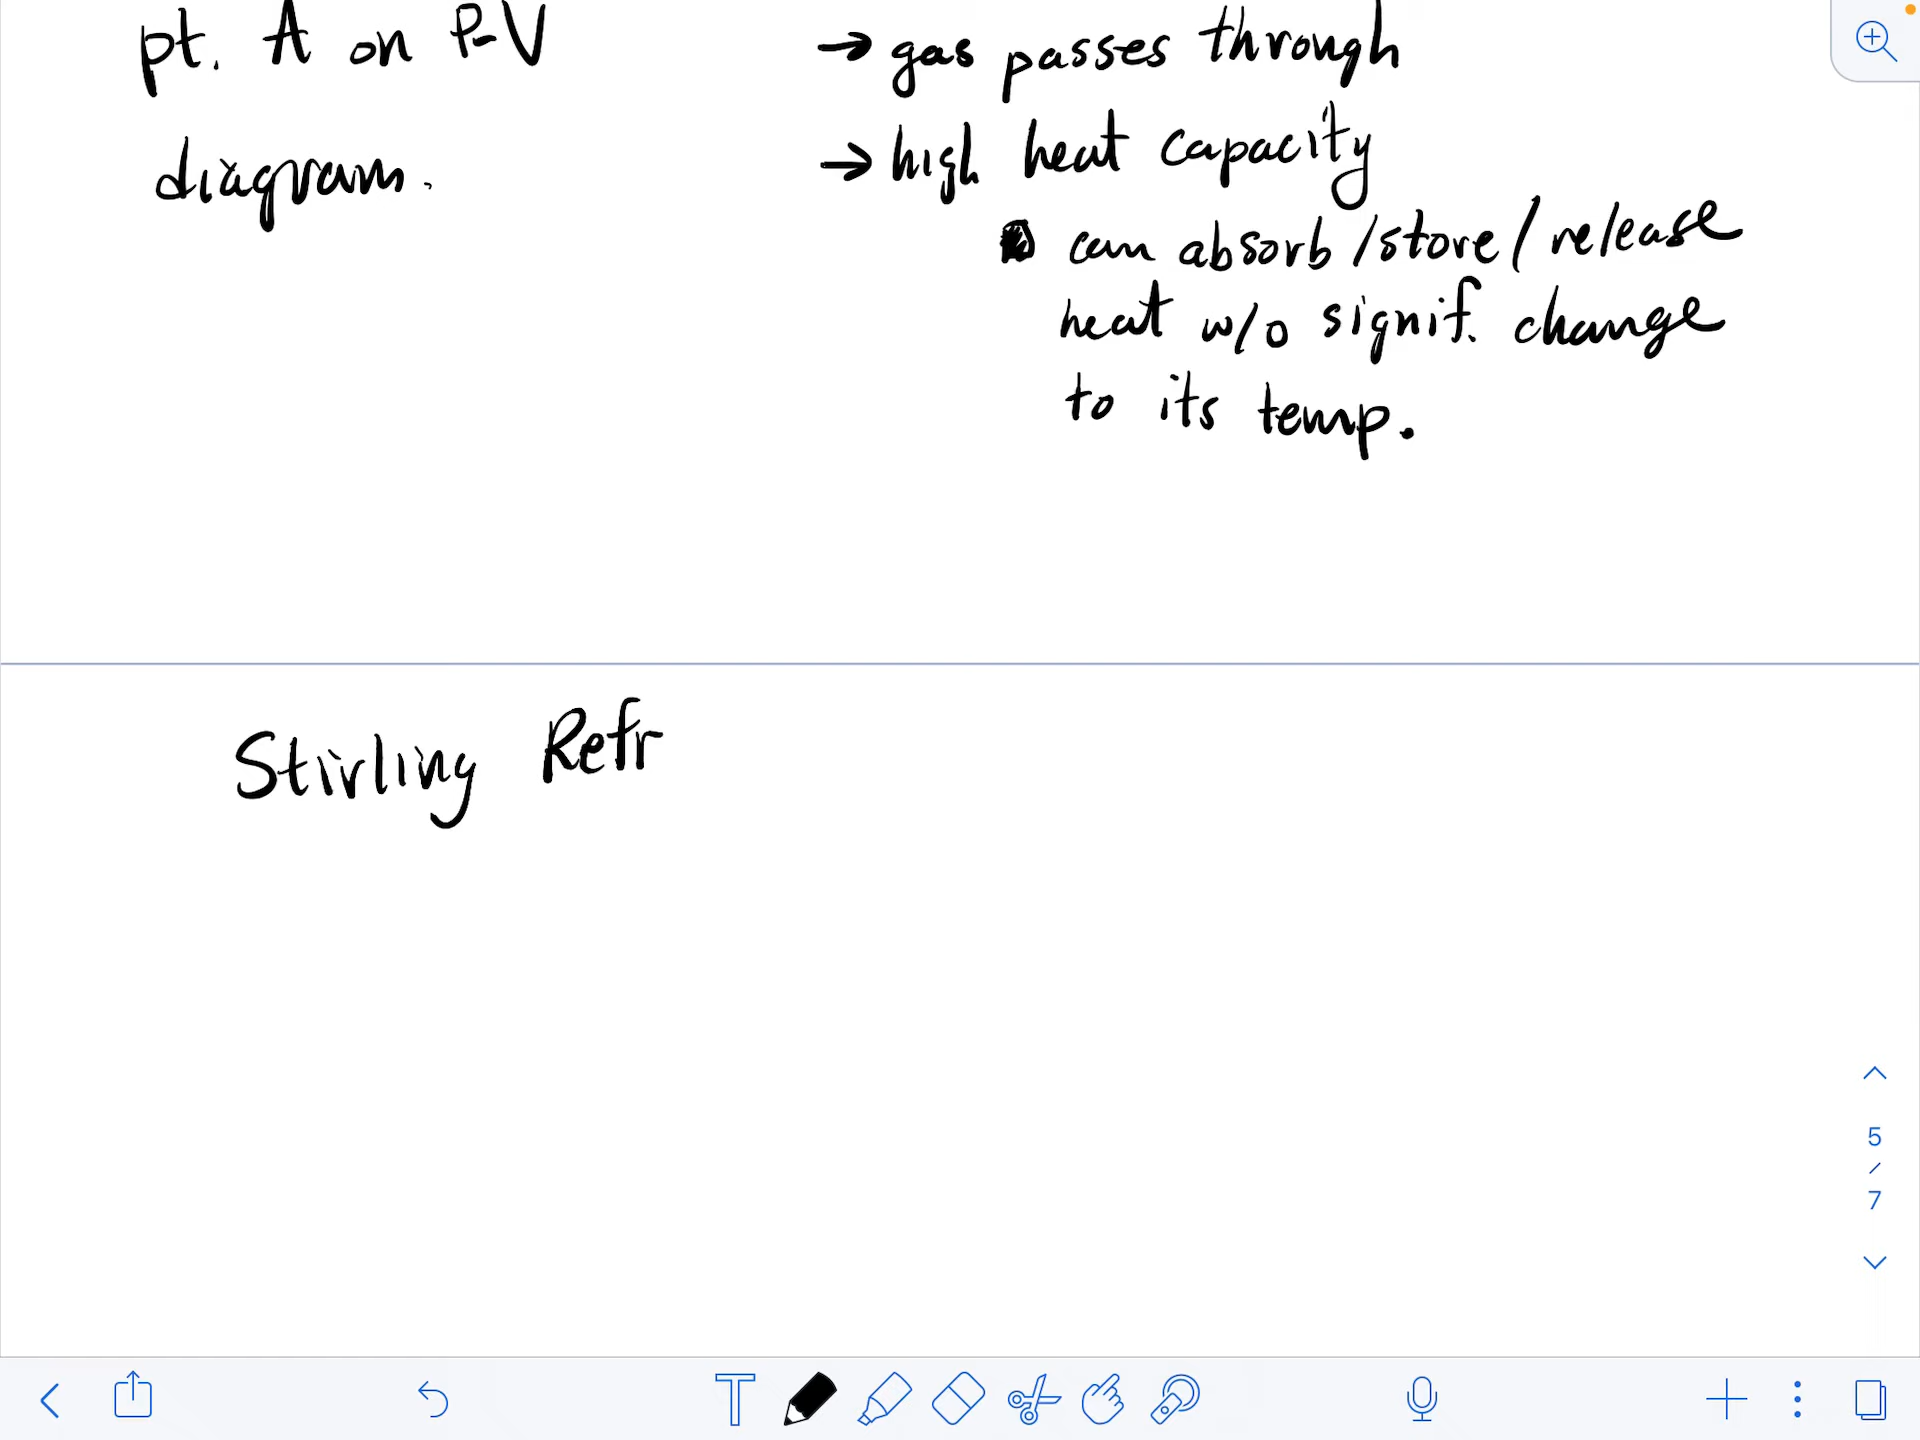 pt. A on P-V
diagram.
→ gas passes through
→ high heat capacity
can absorb/store/release
heat w/o signif. change
to its temp.
Stirling Refr
5
/
7
T